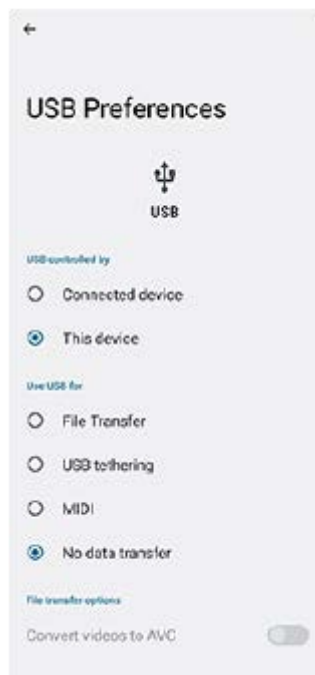 USB Preferences
USB
USB controlled by
Connected device
This device
Use USB for
File Transfer
USB tethering
MIDI
No data transfer
File transfer options
Convert videos to AVC